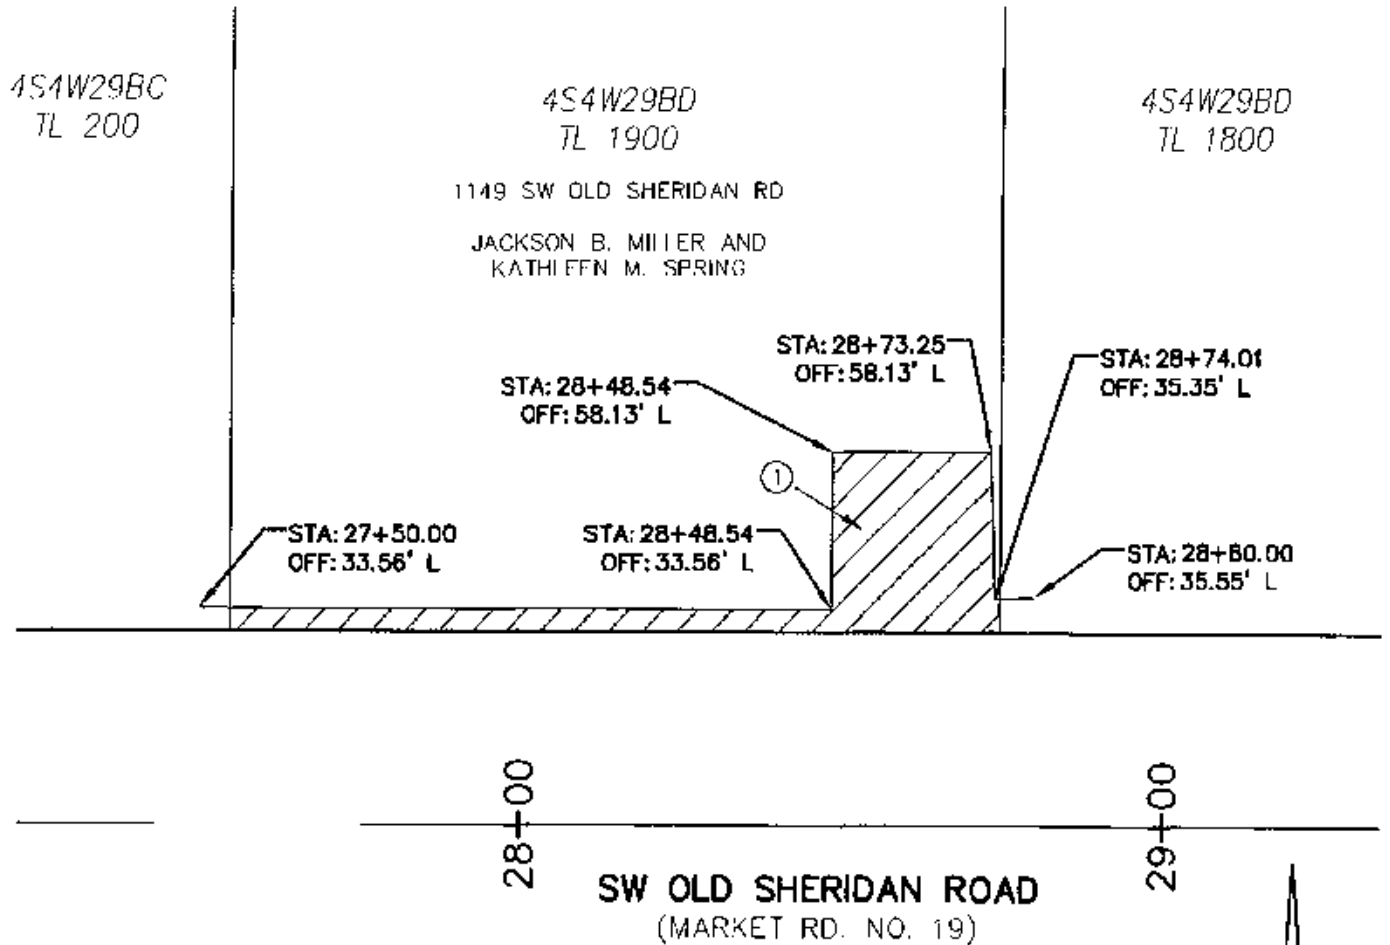 4S4W29BC
TL 200
4S4W29BD
TL 1900
4S4W29BD
TL 1800
1149 SW OLD SHERIDAN RD
JACKSON B. MILLER AND
KATHLEEN M. SPRING
STA: 28+73.25
OFF: 58.13' L
STA: 28+74.01
OFF: 35.35' L
STA: 28+48.54
OFF: 58.13' L
1
STA: 27+50.00
OFF: 33.56' L
STA: 28+48.54
OFF: 33.56' L
STA: 28+80.00
OFF: 35.55' L
28+00
29+00
SW OLD SHERIDAN ROAD
(MARKET RD. NO. 19)